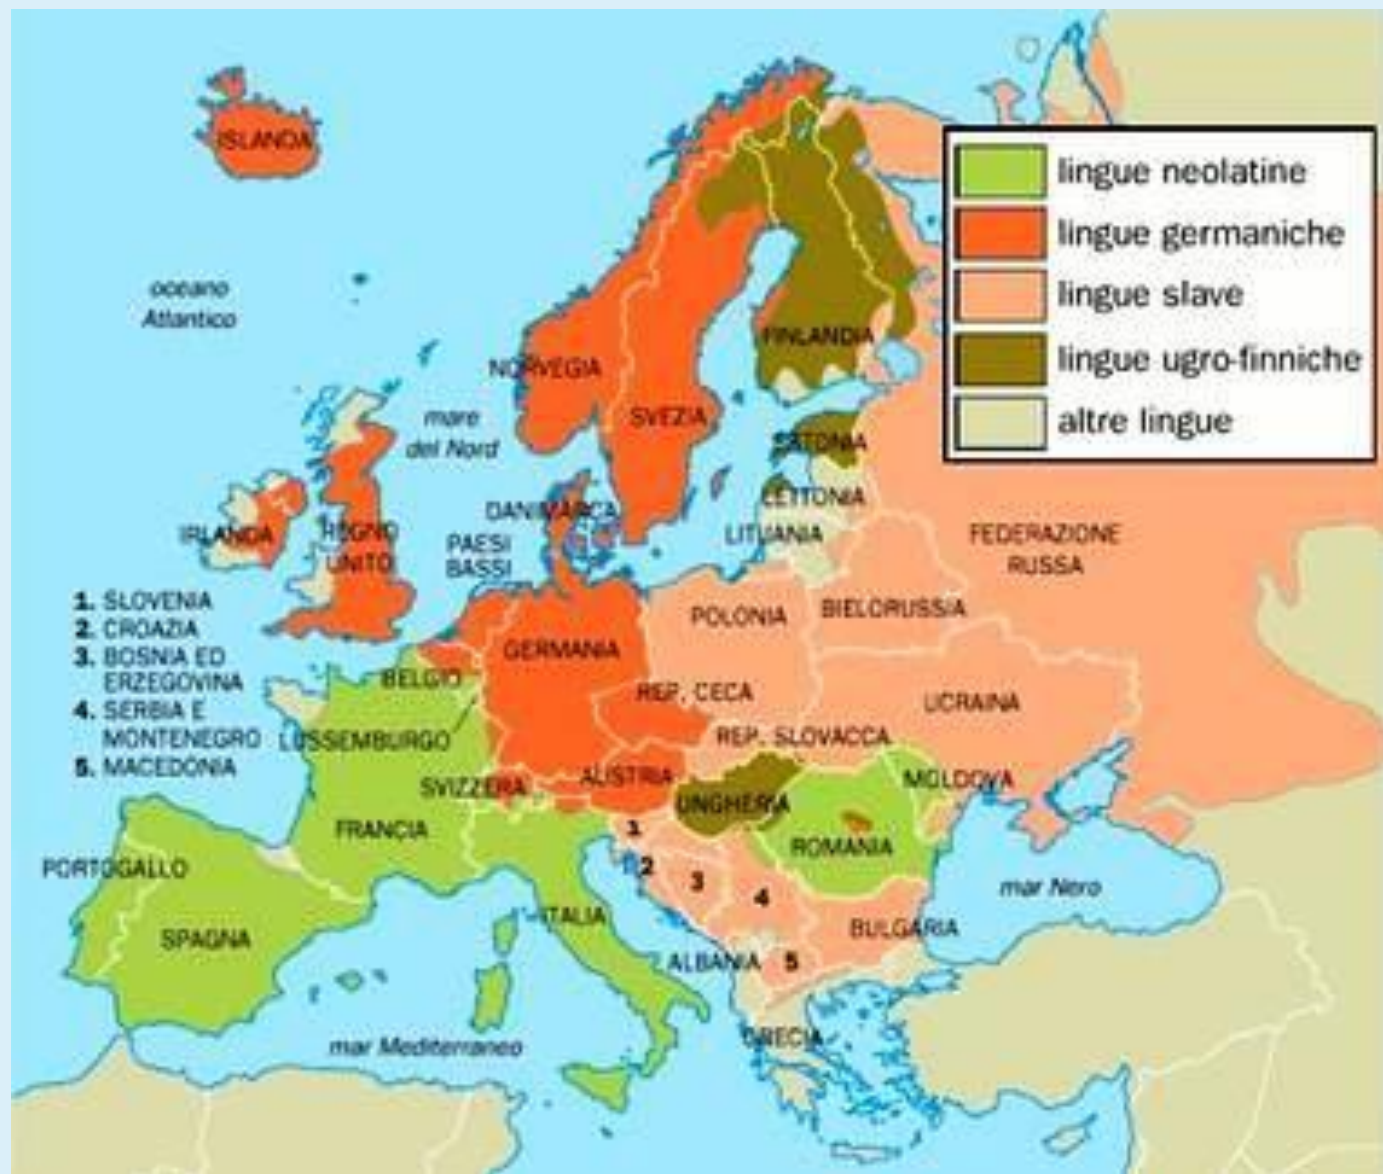 ISLANDA
lingue neolatine
lingue germaniche
lingue slave
lingue ugro-finniche
altre lingue
oceano
Atlantico
NORVEGIA
FINLANDIA
mare
del Nord
SVEZIA
ESTONIA
LETTONIA
DANIMARCA
IRLANDA
REGNO
UNITO
PAESI
BASSI
LITUANIA
FEDERAZIONE
RUSSA
1. SLOVENIA
2. CROAZIA
3. BOSNIA ED
ERZEGOVINA
4. SERBIA E
MONTENEGRO
5. MACEDONIA
POLONIA
BIELORUSSIA
GERMANIA
BELGIO
REP. CECA
UCRAINA
LUSSEMBURGO
REP. SLOVACCA
SVIZZERA
AUSTRIA
MOLDOVA
UNGHERIA
FRANCIA
1
ROMANIA
PORTOGALLO
2
3
4
mar Nero
SPAGNA
ITALIA
BULGARIA
ALBANIA
5
mar Mediterraneo
GRECIA